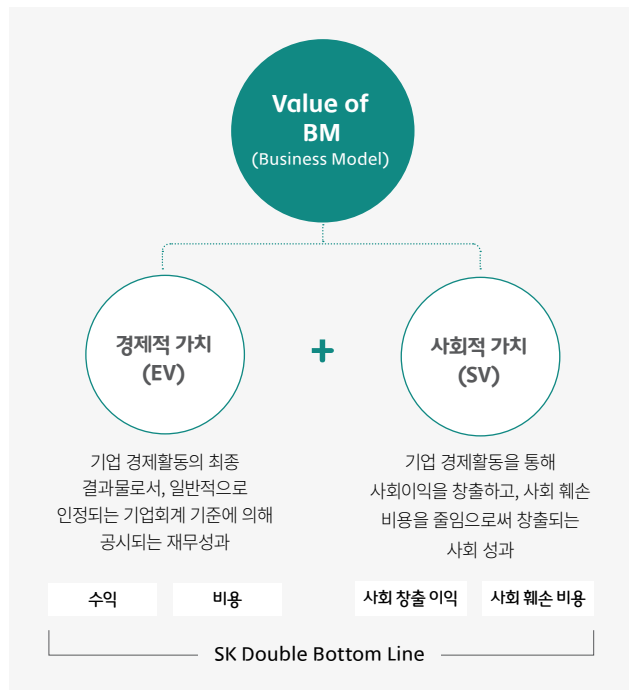 Value of
BM
(Business Model)
경제적 가치
(EV)
+
사회적 가치
(SV)
기업 경제활동의 최종
결과물로서, 일반적으로
인정되는 기업회계 기준에 의해
공시되는 재무성과
기업 경제활동을 통해
사회이익을 창출하고, 사회 훼손
비용을 줄임으로써 창출되는
사회 성과
수익
비용
사회 창출 이익
사회 훼손 비용
SK Double Bottom Line